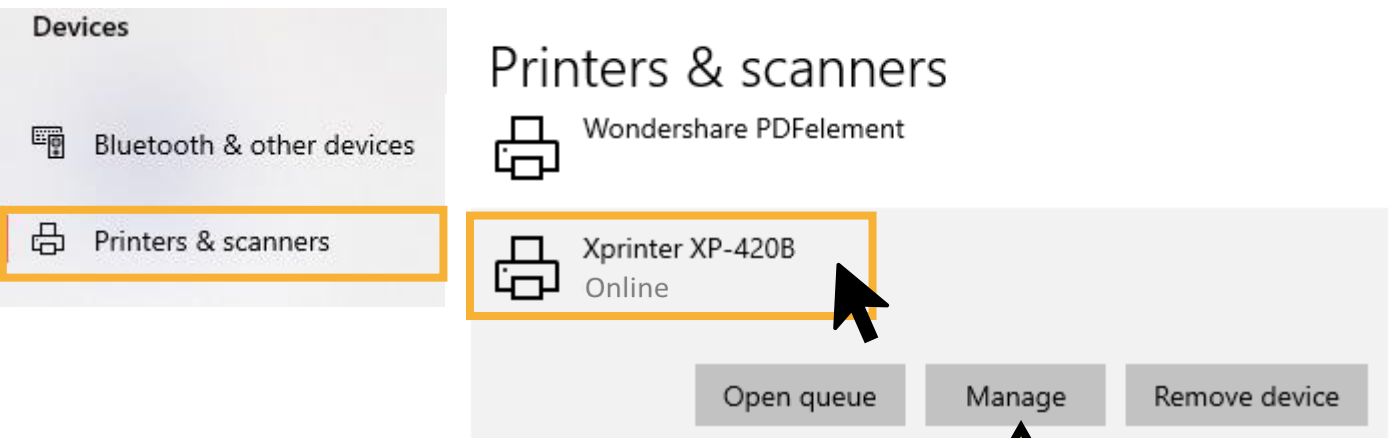 Devices
Bluetooth & other devices
Printers & scanners
Printers & scanners
Wondershare PDFelement
Xprinter XP-420B
Online
Open queue
Manage
Remove device